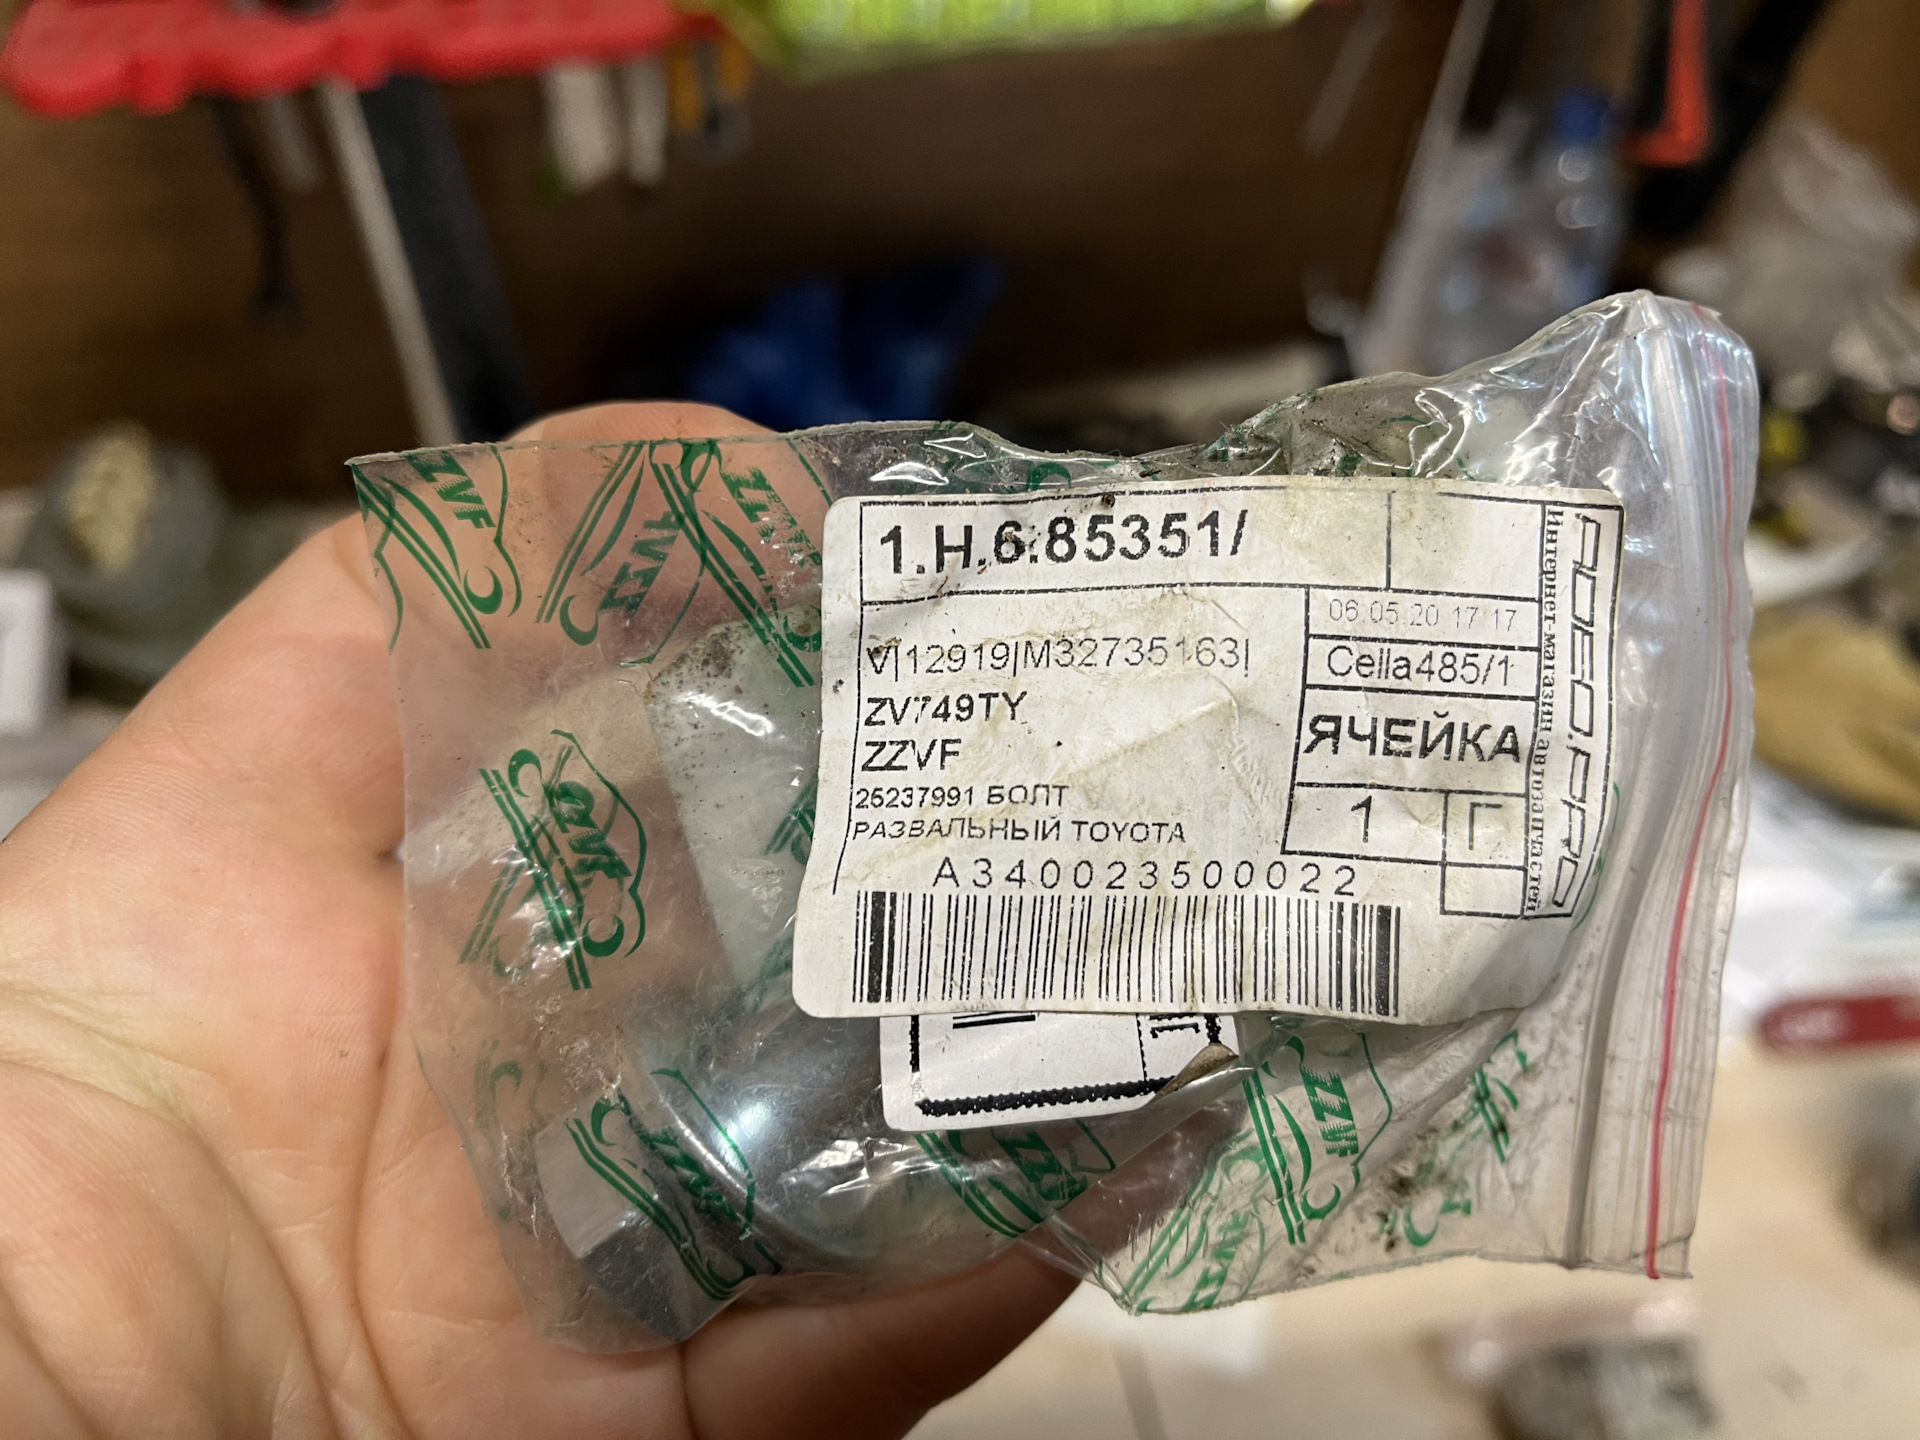 1.H.6.85351/
06.05.20 17 17
V|12919|M32735163|
Cella485/1
ZV749TY
ZZVF
ЯЧЕЙКА
25237991 БОЛТ
РАЗВАЛЬНЫЙ TOYOTA
1 Г
A340023500022
Интернет-магазин автозапчастей
ADEO.PRO
ZZVF